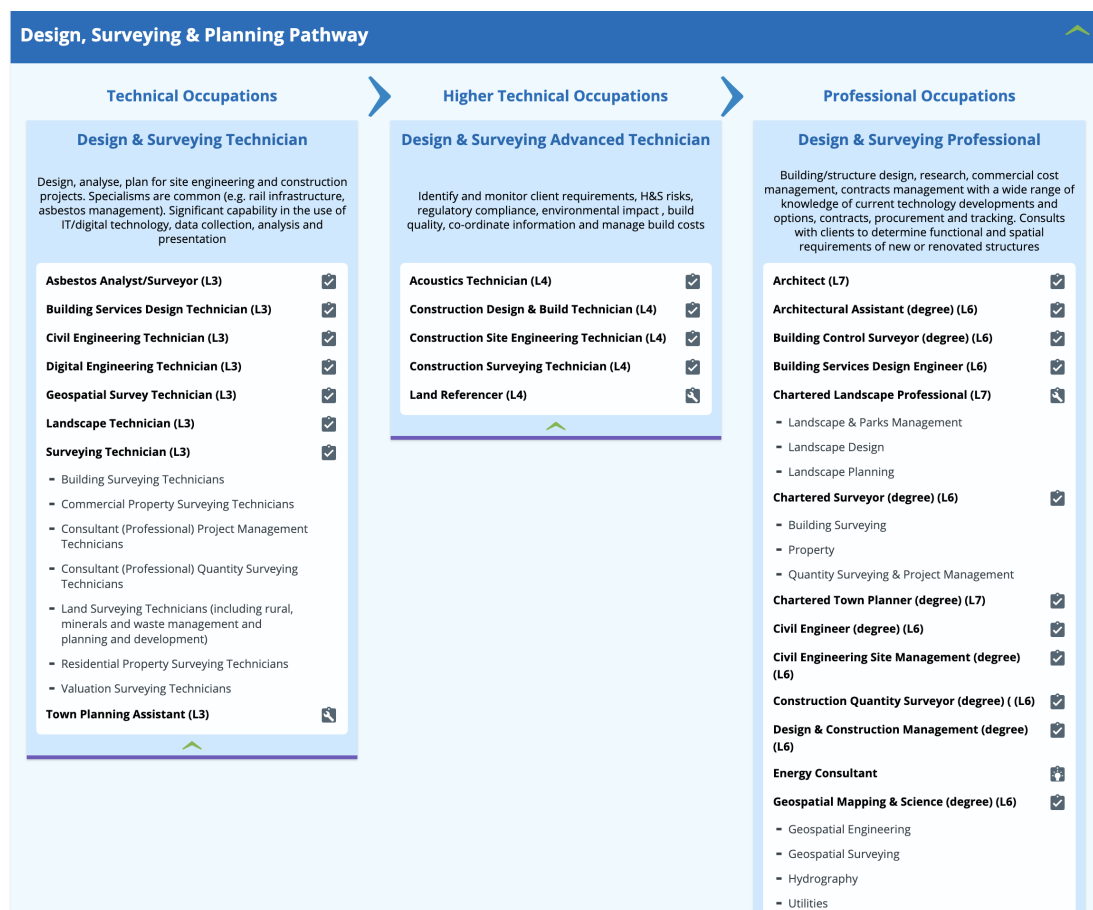 Design, Surveying & Planning Pathway
Technical Occupations
Design & Surveying Technician
Design, analyse, plan for site engineering and construction
projects. Specialisms are common (e.g. rail infrastructure,
asbestos management). Significant capability in the use of
IT/digital technology, data collection, analysis and
presentation
Asbestos Analyst/Surveyor (L3)
Building Services Design Technician (L3)
Civil Engineering Technician (L3)
Digital Engineering Technician (L3)
Geospatial Survey Technician (L3)
Landscape Technician (L3)
Surveying Technician (L3)
- Building Surveying Technicians
- Commercial Property Surveying Technicians
- Consultant (Professional) Project Management
Technicians
- Consultant (Professional) Quantity Surveying
Technicians
- Land Surveying Technicians (including rural,
minerals and waste management and
planning and development)
- Residential Property Surveying Technicians
- Valuation Surveying Technicians
Town Planning Assistant (L3)
Higher Technical Occupations
Design & Surveying Advanced Technician
Identify and monitor client requirements, H&S risks,
regulatory compliance, environmental impact , build
quality, co-ordinate information and manage build costs
Acoustics Technician (L4)
Construction Design & Build Technician (L4)
Construction Site Engineering Technician (L4)
Construction Surveying Technician (L4)
Land Referencer (L4)
Professional Occupations
Design & Surveying Professional
Building/structure design, research, commercial cost
management, contracts management with a wide range of
knowledge of current technology developments and
options, contracts, procurement and tracking. Consults
with clients to determine functional and spatial
requirements of new or renovated structures
Architect (L7)
Architectural Assistant (degree) (L6)
Building Control Surveyor (degree) (L6)
Building Services Design Engineer (L6)
Chartered Landscape Professional (L7)
- Landscape & Parks Management
- Landscape Design
- Landscape Planning
Chartered Surveyor (degree) (L6)
- Building Surveying
- Property
- Quantity Surveying & Project Management
Chartered Town Planner (degree) (L7)
Civil Engineer (degree) (L6)
Civil Engineering Site Management (degree)
(L6)
Construction Quantity Surveyor (degree) ( (L6)
Design & Construction Management (degree)
(L6)
Energy Consultant
Geospatial Mapping & Science (degree) (L6)
- Geospatial Engineering
- Geospatial Surveying
- Hydrography
- Utilities